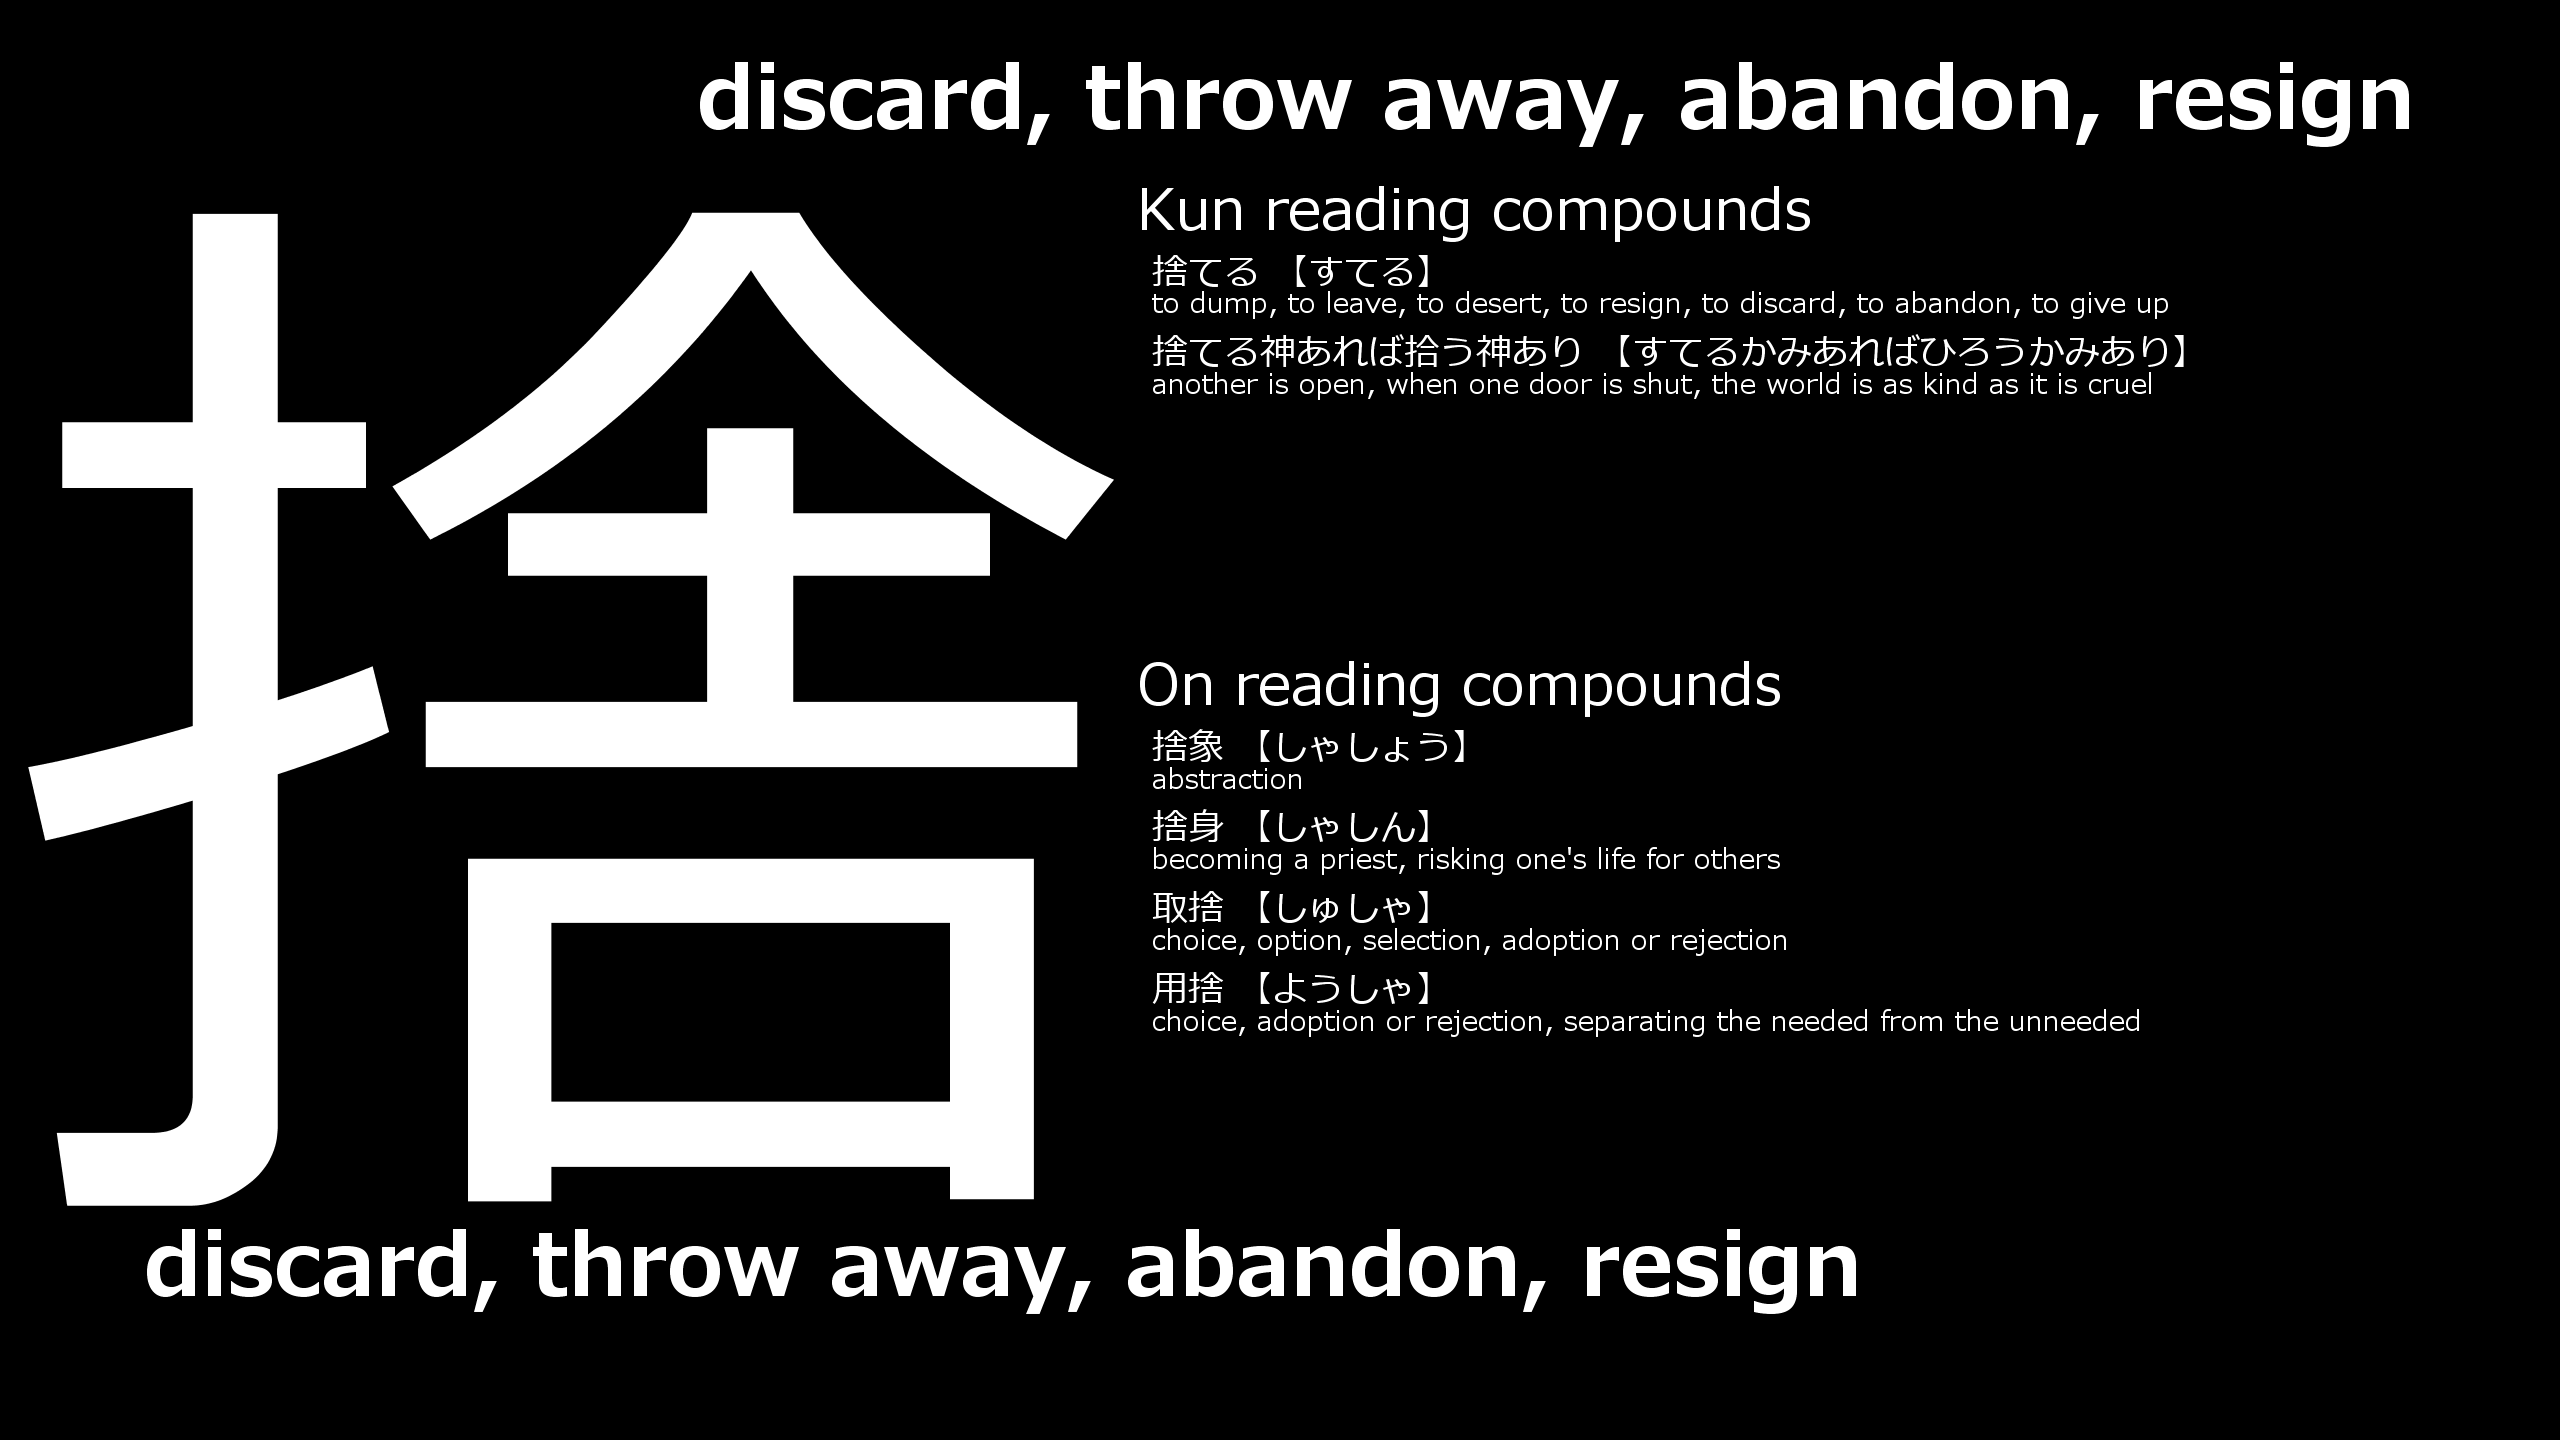 discard, throw away, abandon, resign
捨
Kun reading compounds
捨てる 【すてる】
to dump, to leave, to desert, to resign, to discard, to abandon, to give up
捨てる神あれば拾う神あり 【すてるかみあればひろうかみあり】
another is open, when one door is shut, the world is as kind as it is cruel
On reading compounds
捨象 【しゃしょう】
abstraction
捨身 【しゃしん】
becoming a priest, risking one's life for others
取捨 【しゅしゃ】
choice, option, selection, adoption or rejection
用捨 【ようしゃ】
choice, adoption or rejection, separating the needed from the unneeded
discard, throw away, abandon, resign